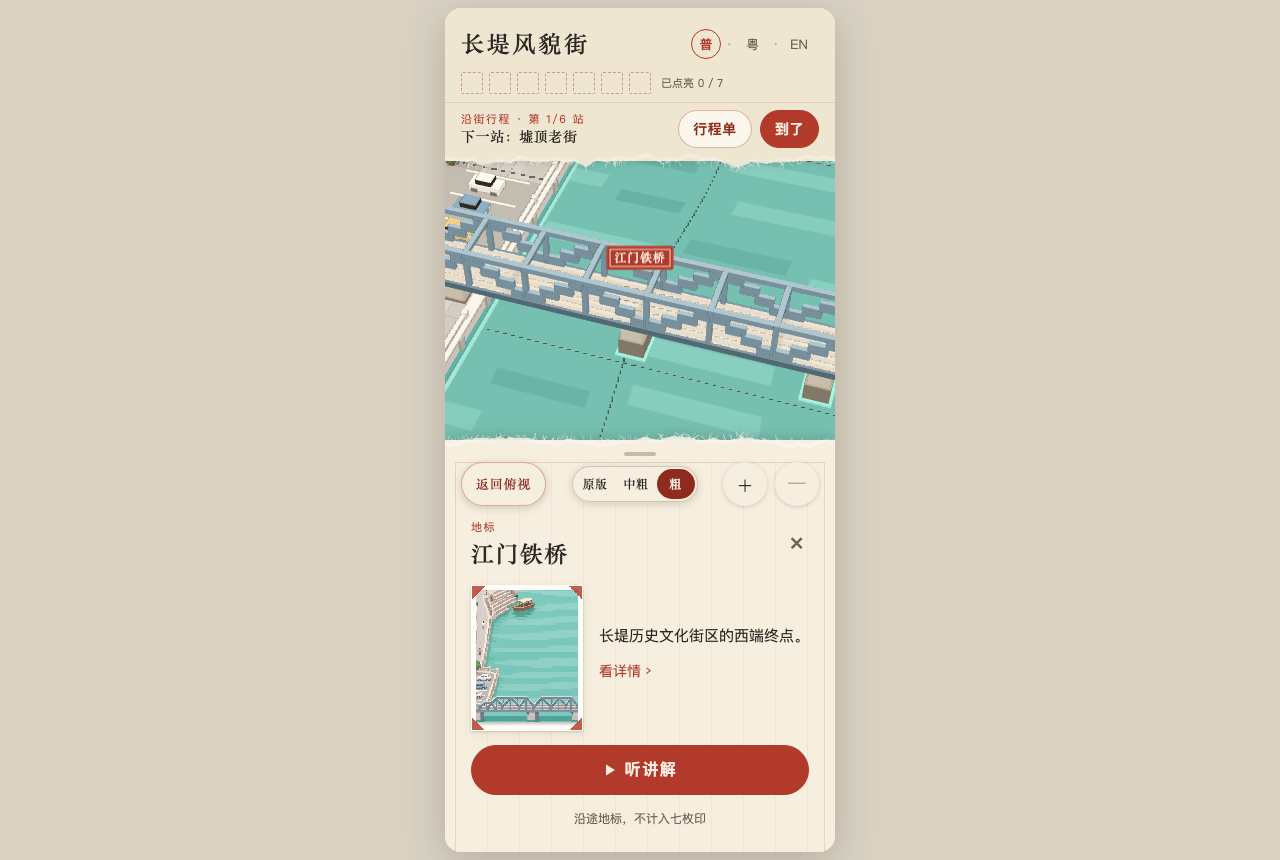 长堤风貌街
普 · 粤 · EN
已点亮 0 / 7
沿街行程 · 第 1/6 站
下一站：墟顶老街
行程单
到了
江门铁桥
返回俯视
原版 中粗 粗
+ —
地标
江门铁桥
×
长堤历史文化街区的西端终点。
看详情 ›
▶ 听讲解
沿途地标，不计入七枚印